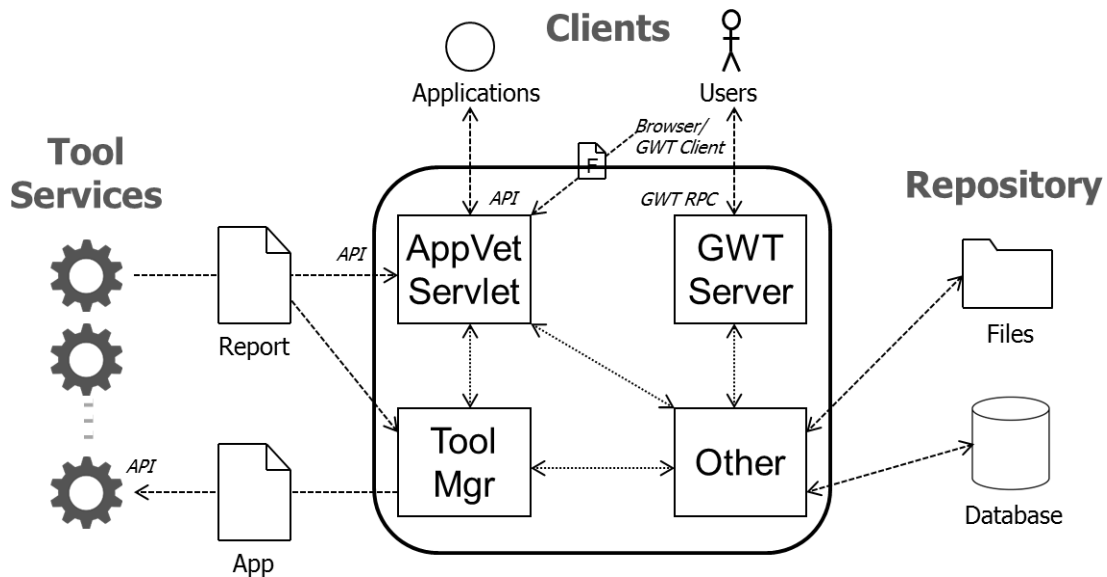 Clients
Applications
Users
Browser/
GWT Client
F
Tool
Services
Repository
API
GWT RPC
AppVet
Servlet
GWT
Server
API
Report
Files
Tool
Mgr
Other
API
App
Database